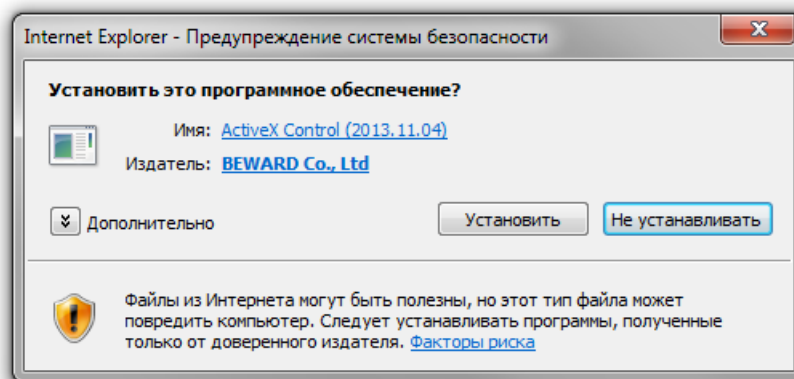 Internet Explorer - Предупреждение системы безопасности
Установить это программное обеспечение?
Имя: ActiveX Control (2013.11.04)
Издатель: BEWARD Co., Ltd
Дополнительно
Установить
Не устанавливать
Файлы из Интернета могут быть полезны, но этот тип файла может
повредить компьютер. Следует устанавливать программы, полученные
только от доверенного издателя. Факторы риска